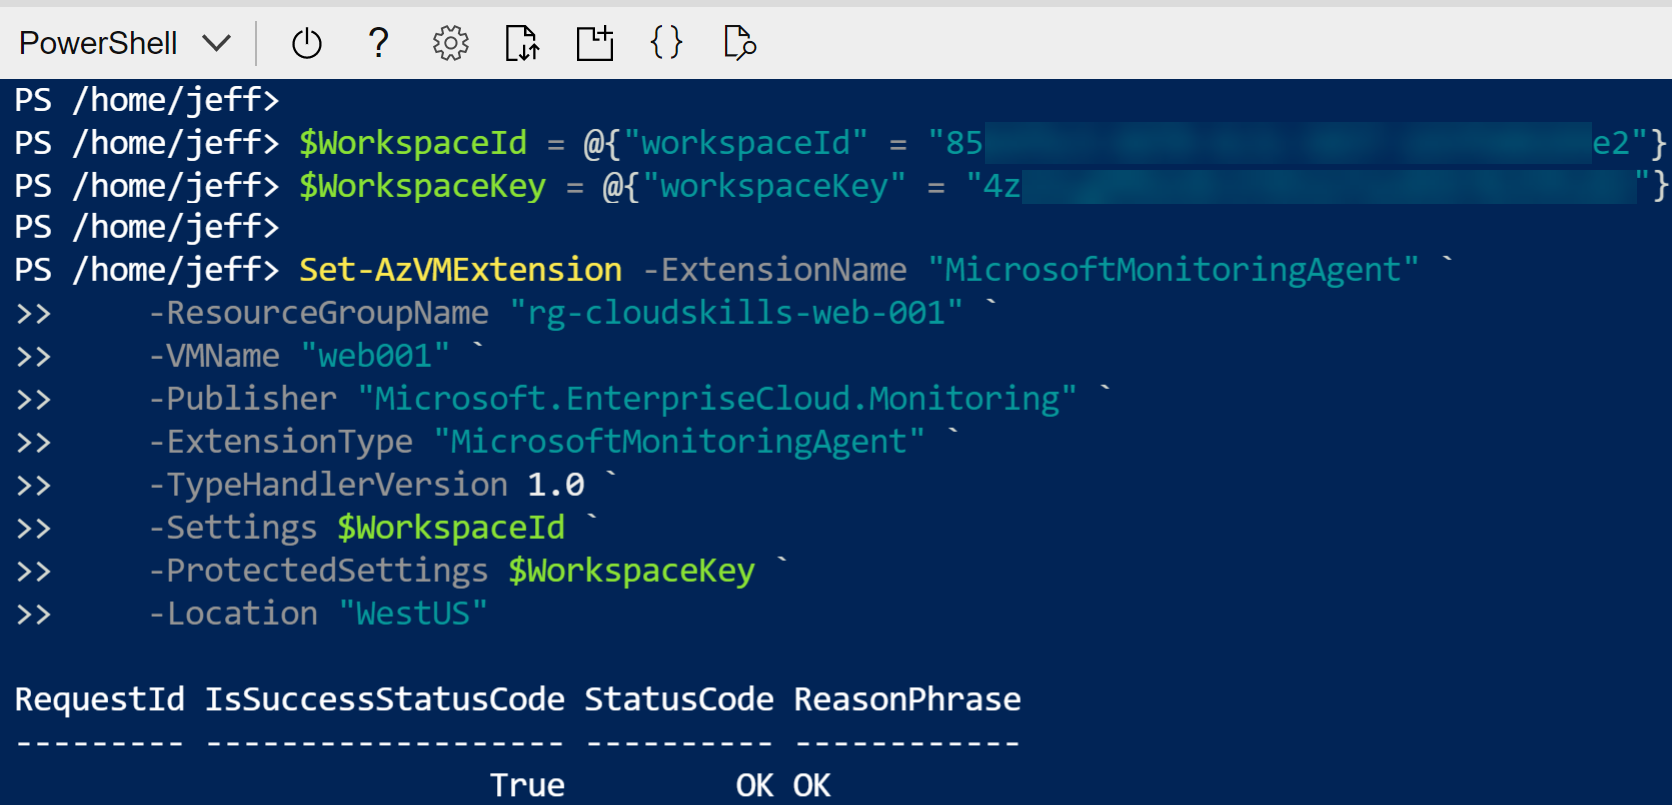 PowerShell
PS /home/jeff>
PS /home/jeff> $WorkspaceId = @{"workspaceId" = "85 e2"}
PS /home/jeff> $WorkspaceKey = @{"workspaceKey" = "4z "}
PS /home/jeff>
PS /home/jeff> Set-AzVMExtension -ExtensionName "MicrosoftMonitoringAgent" `
>>     -ResourceGroupName "rg-cloudskills-web-001" `
>>     -VMName "web001" `
>>     -Publisher "Microsoft.EnterpriseCloud.Monitoring" `
>>     -ExtensionType "MicrosoftMonitoringAgent" `
>>     -TypeHandlerVersion 1.0 `
>>     -Settings $WorkspaceId `
>>     -ProtectedSettings $WorkspaceKey `
>>     -Location "WestUS"
RequestId IsSuccessStatusCode StatusCode ReasonPhrase
--------- ------------------- ---------- ------------
True OK OK